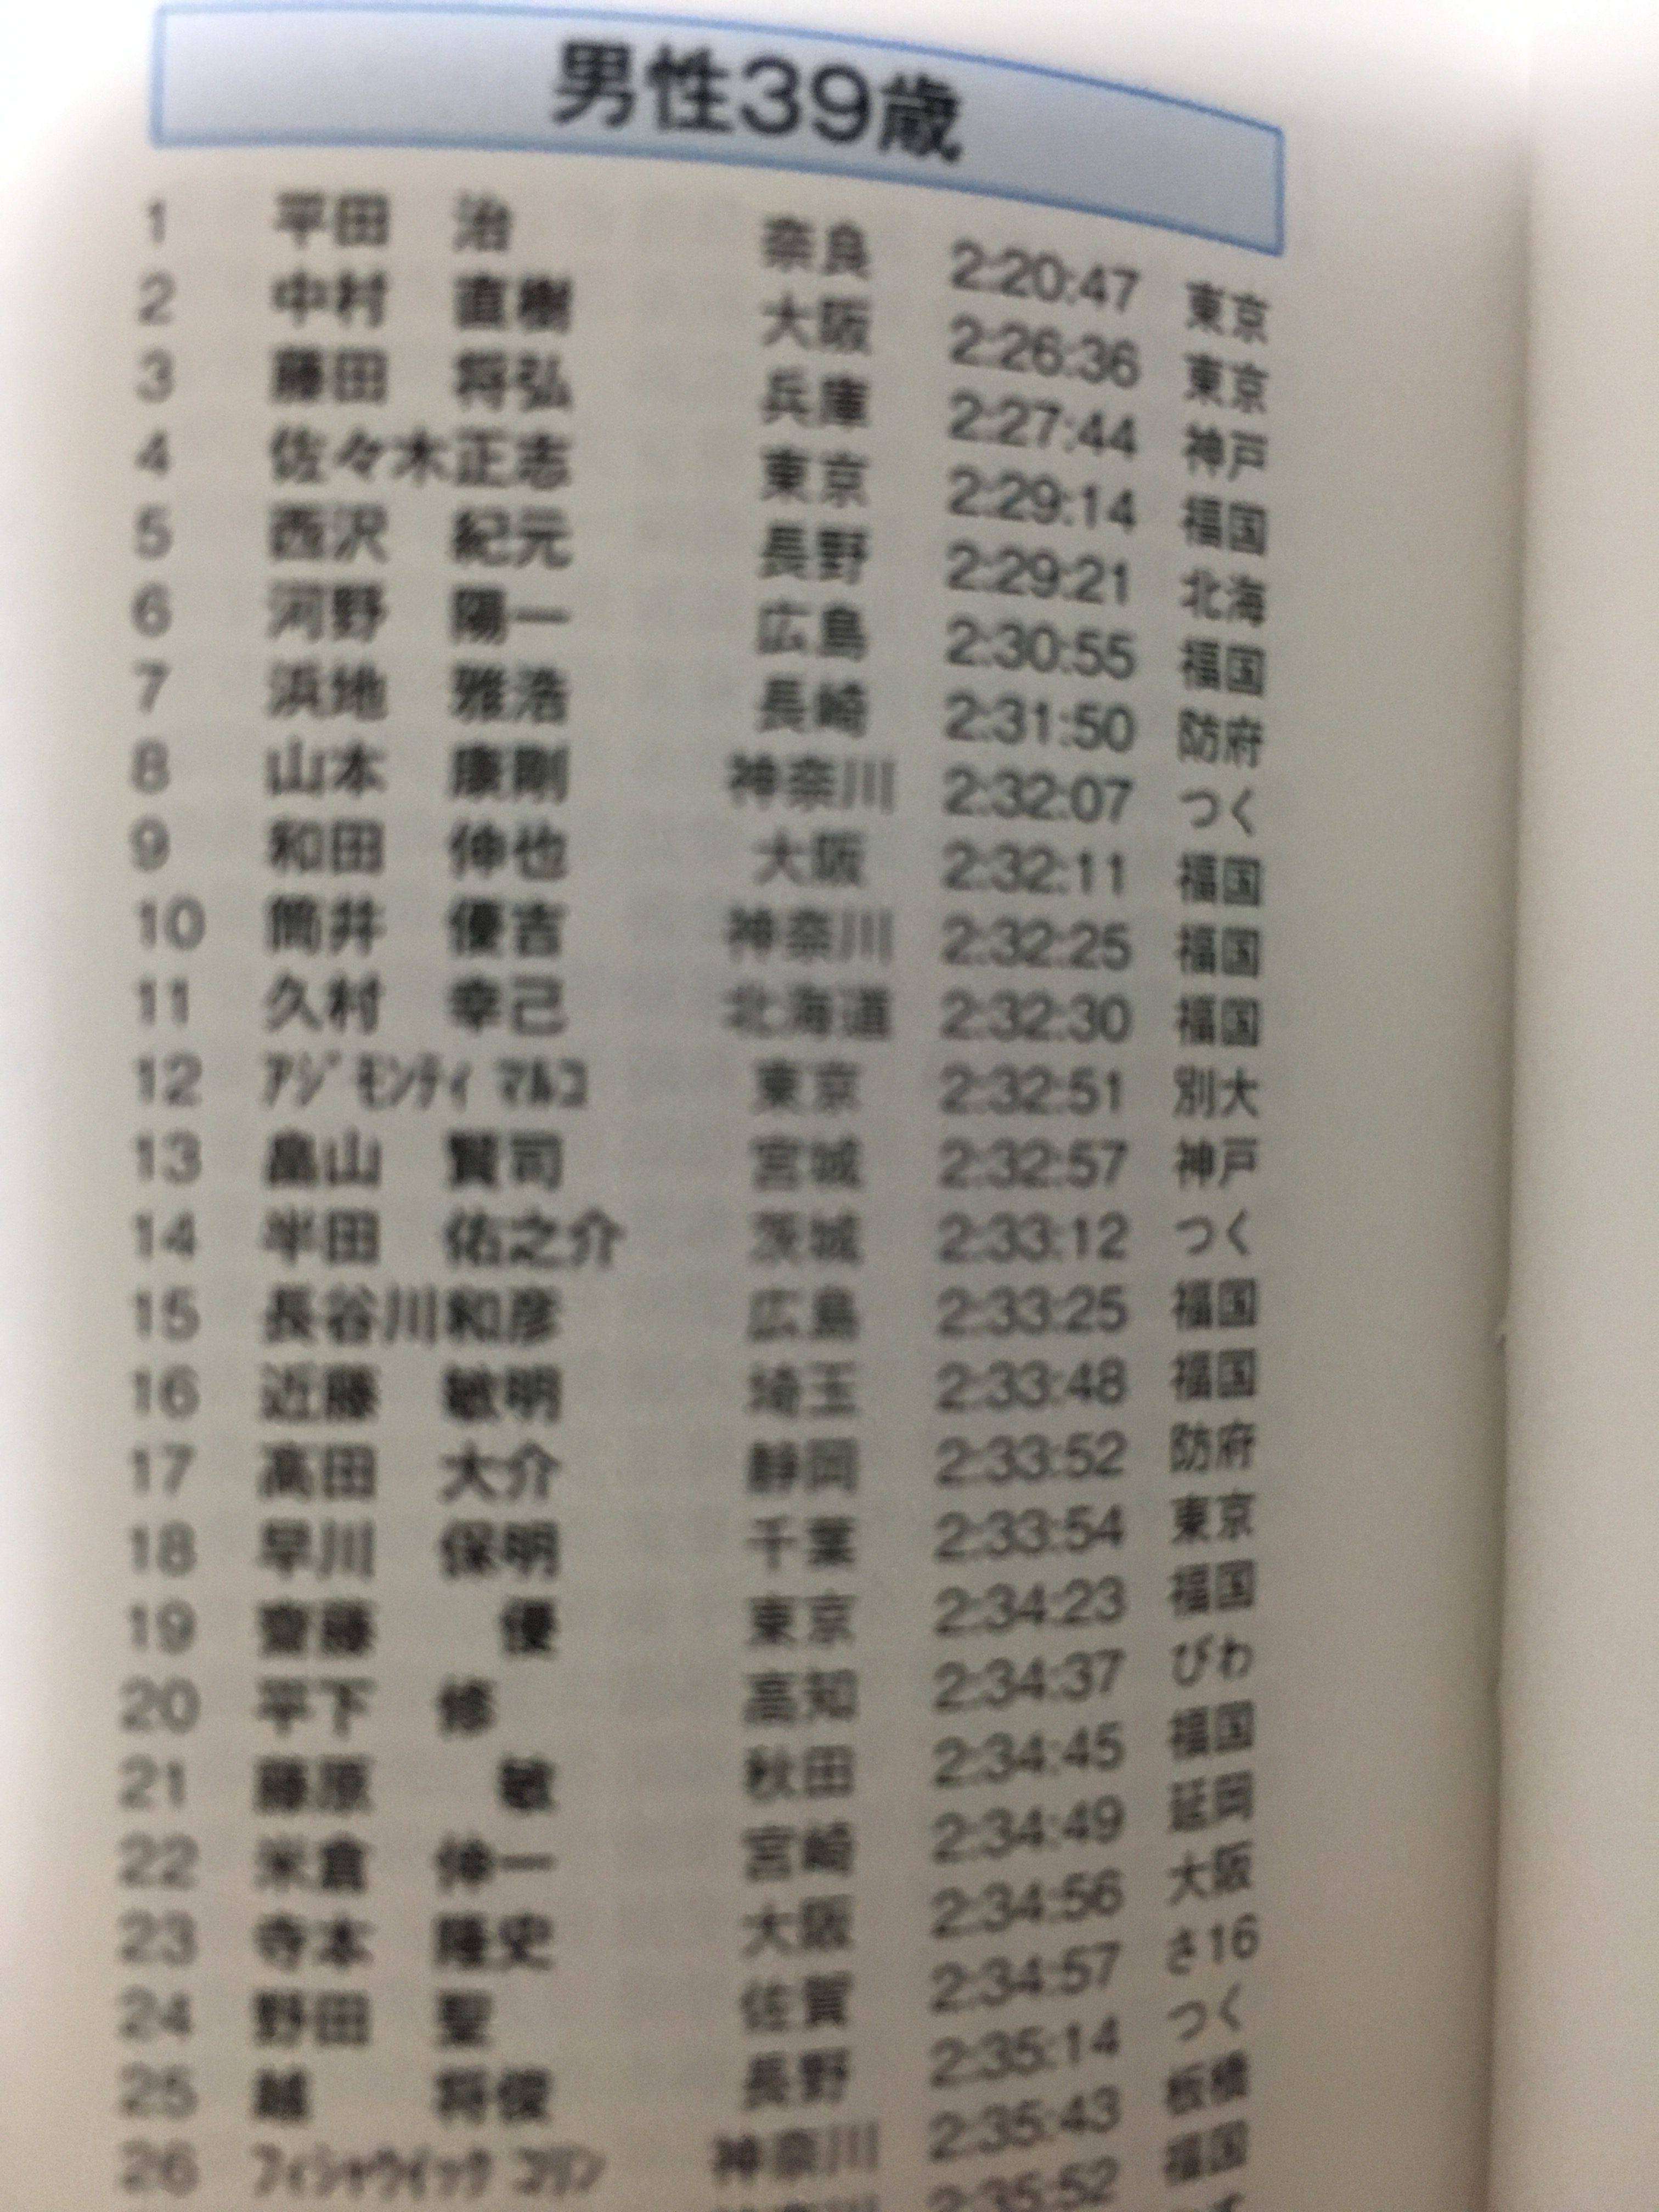 男性39歳
1 平田 治 奈良 2:20:47 東京
2 中村 直樹 大阪 2:26:36 東京
3 藤田 将弘 兵庫 2:27:44 神戸
4 佐々木正志 東京 2:29:14 福国
5 西沢 紀元 長野 2:29:21 北海
6 河野 陽一 広島 2:30:55 福国
7 浜地 雅浩 長崎 2:31:50 防府
8 山本 康剛 神奈川 2:32:07 つく
9 和田 伸也 大阪 2:32:11 福国
10 筒井 優吉 神奈川 2:32:25 福国
11 久村 幸己 北海道 2:32:30 福国
12 ｱｼﾞﾓﾝﾃｨ ﾏﾙｺ 東京 2:32:51 別大
13 畠山 賢司 宮城 2:32:57 神戸
14 半田 佑之介 茨城 2:33:12 つく
15 長谷川和彦 広島 2:33:25 福国
16 近藤 敏明 埼玉 2:33:48 福国
17 高田 大介 静岡 2:33:52 防府
18 早川 保明 千葉 2:33:54 東京
19 齋藤 優 東京 2:34:23 福国
20 平下 修 高知 2:34:37 びわ
21 藤原 敏 秋田 2:34:45 福国
22 米倉 伸一 宮崎 2:34:49 延岡
23 寺本 隆史 大阪 2:34:56 大阪
24 野田 聖 佐賀 2:34:57 さ16
25 越 将俊 長野 2:35:14 つく
26 ﾌｨｼｬｳｨｯｸ ｺﾘﾝ 神奈川 2:35:43 板橋
2:35:52 福国